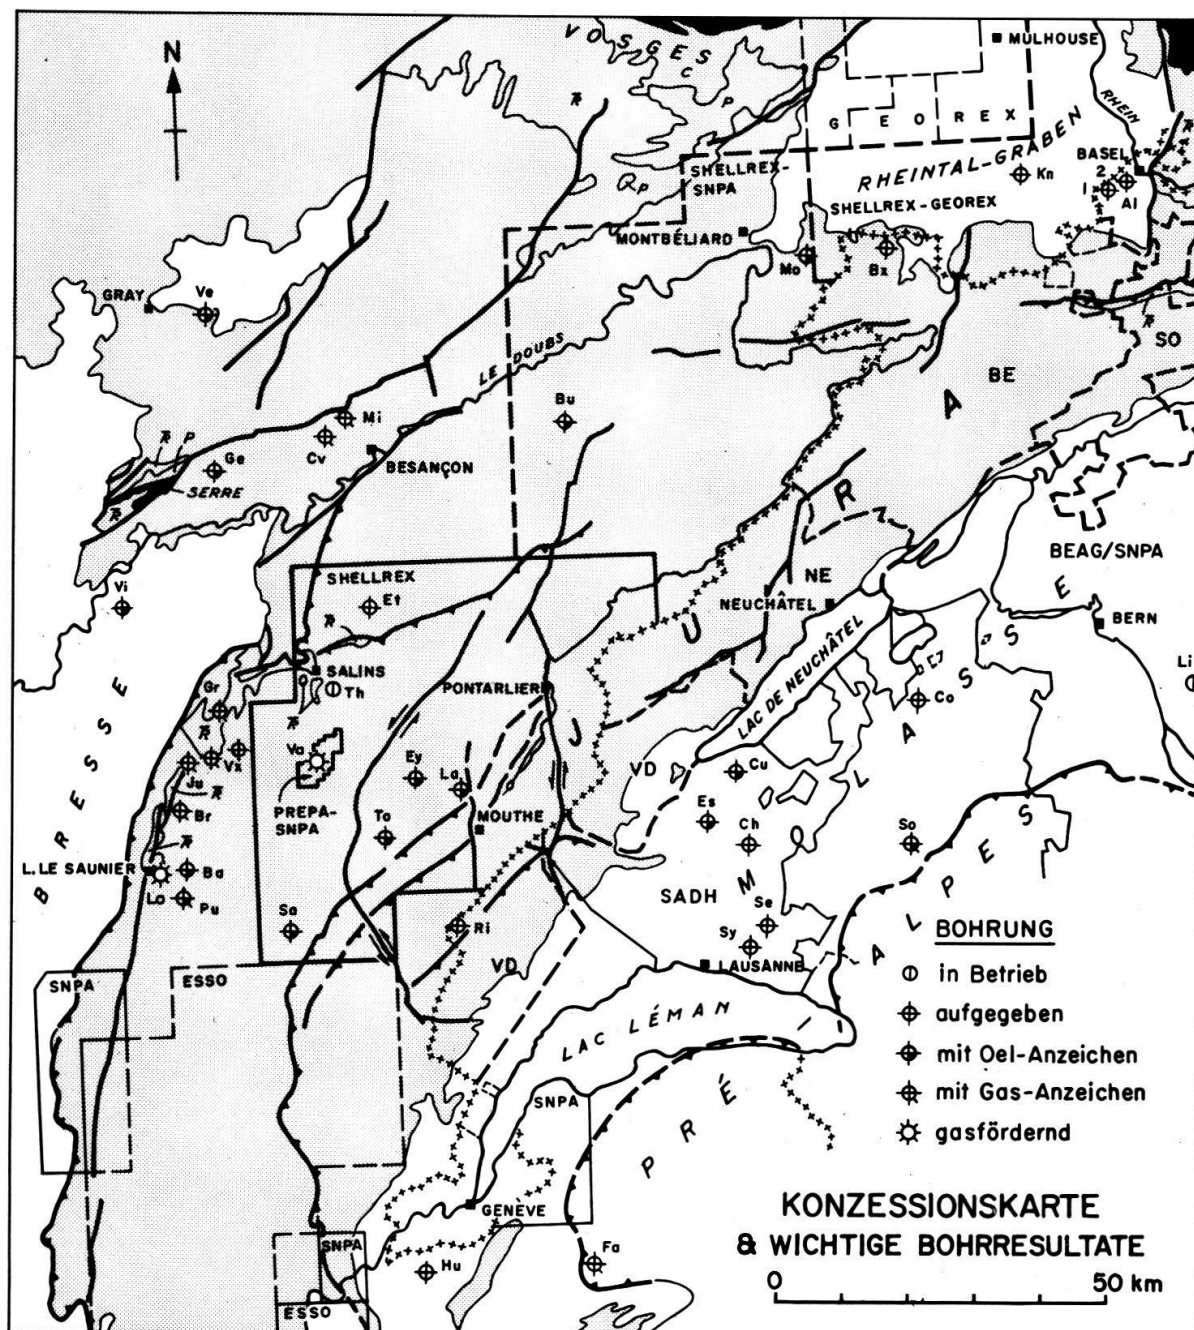 N
VOSGES
C
P
MULHOUSE
GEOREX
RHEIN
RHEINTAL-GRABEN
BASEL
SHELLREX-
SNPA
Kn
2
1
Al
Qp
SHELLREX-GEOREX
MONTBÉLIARD
Mo
Bx
GRAY
Ve
LE DOUBS
SO
BE
Bu
Mi
Cv
BESANÇON
P
Ge
SERRE
JURA
BEAG/SNPA
SHELLREX
Et
Vi
NE
NEUCHÂTEL
BERN
LAC DE NEUCHÂTEL
SALINS
Th
PONTARLIER
Li
Gr
Co
BRESSE
Va
Vx
Ju
Ey
La
VD
Cu
PREPA-
SNPA
To
MOUTHE
Es
Ch
So
Br
L. LE SAUNIER
Ba
Lo
Pu
SADH
MOLASSE
Sa
Ri
Se
Sy
VD
LAUSANNE
SNPA
ESSO
LAC LÉMAN
PRÉ
ALPES
SNPA
GENÈVE
SNPA
Hu
Fa
ESSO
BOHRUNG
in Betrieb
aufgegeben
mit Oel-Anzeichen
mit Gas-Anzeichen
gasfördernd
KONZESSIONSKARTE
& WICHTIGE BOHRRESULTATE
0 50 km